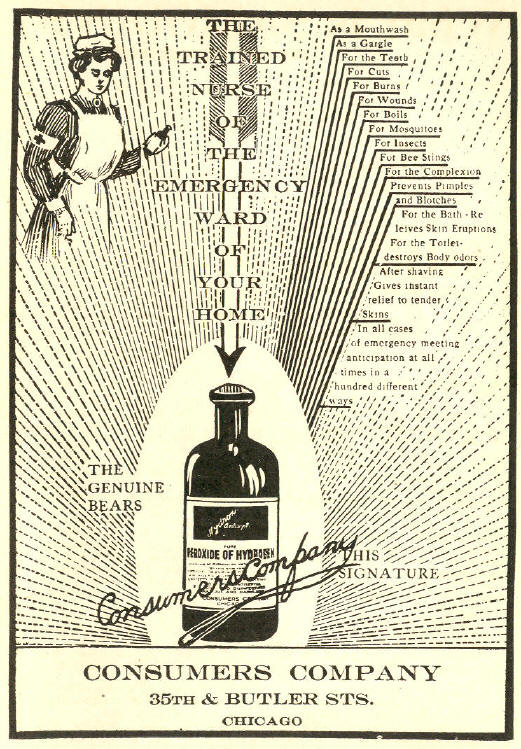 THE
TRAINED
NURSE
OF
THE
EMERGENCY
WARD
OF
YOUR
HOME
As a Mouthwash
As a Gargle
For the Teeth
For Cuts
For Burns
For Wounds
For Boils
For Mosquitoes
For Insects
For Bee Stings
For the Complexion
Prevents Pimples
and Blotches
For the Bath-Re
leives Skin Eruptions
For the Toilet-
destroys Body odors
After shaving
Gives instant
relief to tender
Skins
In all cases
of emergency meeting
anticipation at all
times in a
hundred different
ways
THE
GENUINE
BEARS
PEROXIDE OF HYDROGEN
CONSUMERS
CHICAGO
Consumers Company
THIS
SIGNATURE
CONSUMERS COMPANY
35TH & BUTLER STS.
CHICAGO